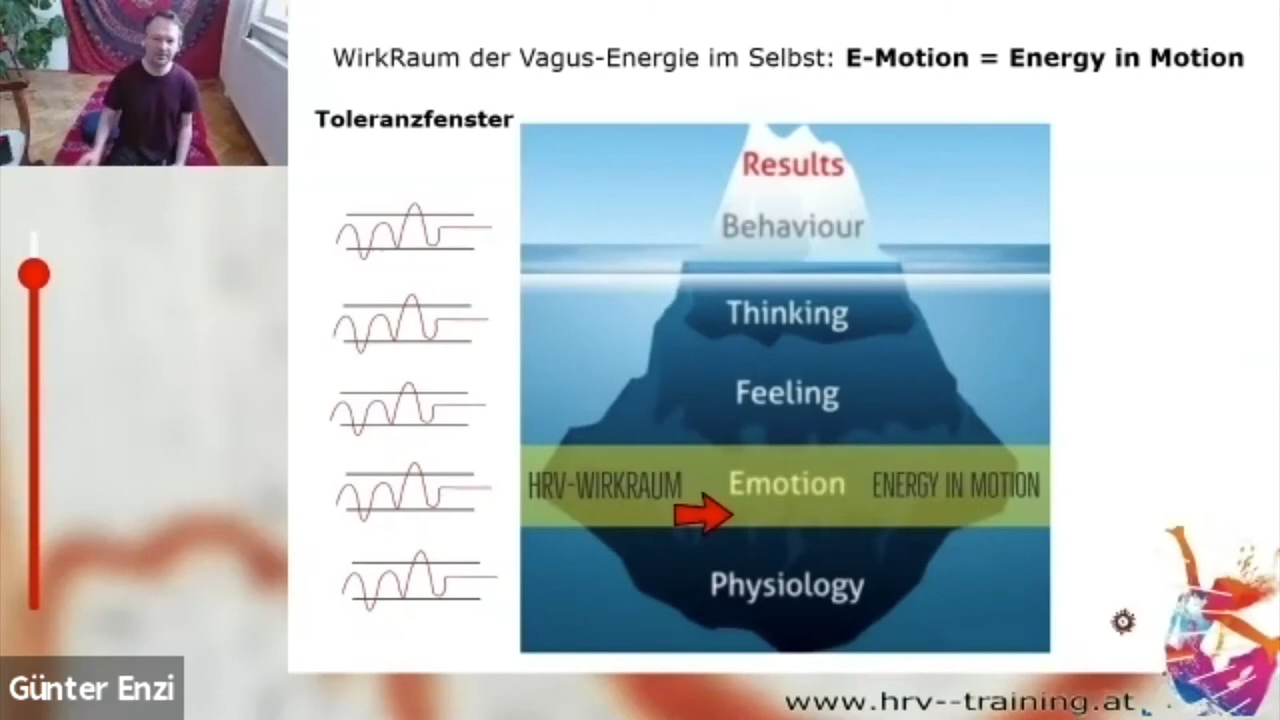 WirkRaum der Vagus-Energie im Selbst: E-Motion = Energy in Motion
Toleranzfenster
Results
Behaviour
Thinking
Feeling
HRV-WIRKRAUM Emotion ENERGY IN MOTION
Physiology
Günter Enzi
www.hrv--training.at